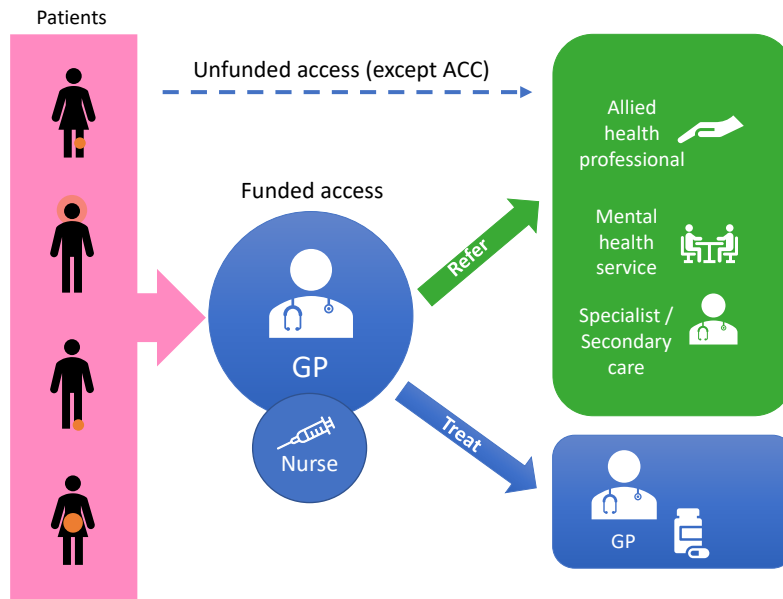 Patients
Unfunded access (except ACC)
Allied
health
professional
Funded access
Refer
Mental
health
service
GP
Specialist /
Secondary
care
Nurse
Treat
GP